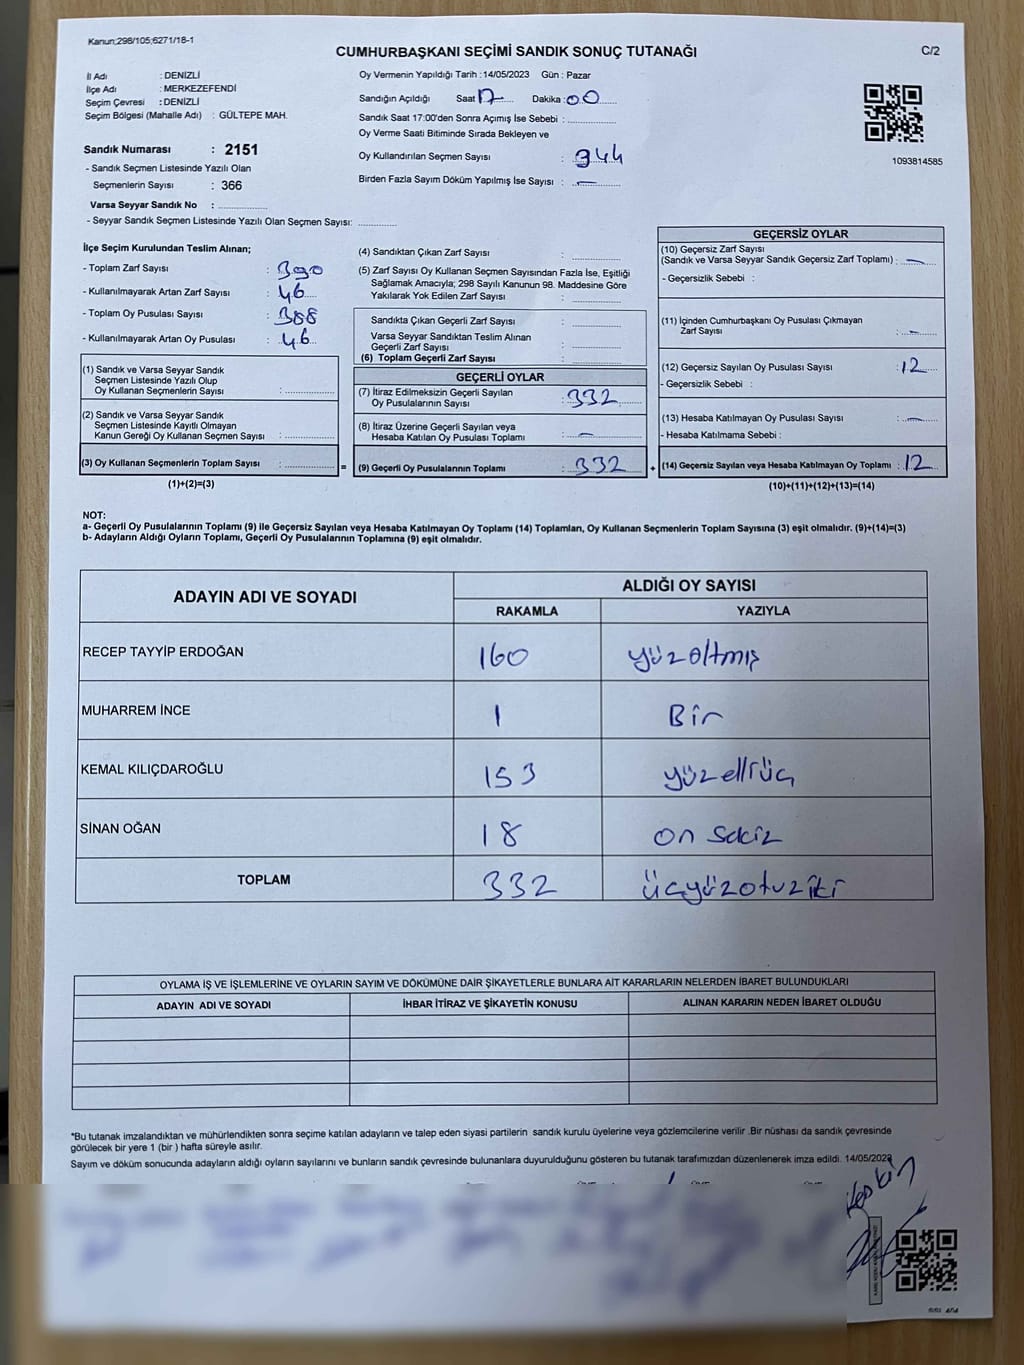 Kanun;298/105;6271/18-1
CUMHURBAŞKANI SEÇİMİ SANDIK SONUÇ TUTANAĞI
C/2
İl Adı : DENİZLİ
İlçe Adı : MERKEZEFENDİ
Seçim Çevresi : DENİZLİ
Seçim Bölgesi (Mahalle Adı) : GÜLTEPE MAH.
Sandık Numarası : 2151
- Sandık Seçmen Listesinde Yazılı Olan
Seçmenlerin Sayısı : 366
Varsa Seyyar Sandık No : ................
- Seyyar Sandık Seçmen Listesinde Yazılı Olan Seçmen Sayısı: ............
Oy Vermenin Yapıldığı Tarih :14/05/2023 Gün : Pazar
Sandığın Açıldığı Saat 17 Dakika : 00
Sandık Saat 17:00'den Sonra Açımış İse Sebebi : ................
Oy Verme Saati Bitiminde Sırada Bekleyen ve
Oy Kullandırılan Seçmen Sayısı : 344
Birden Fazla Sayım Döküm Yapılmış İse Sayısı : —
1093814585
İlçe Seçim Kurulundan Teslim Alınan;
- Toplam Zarf Sayısı : 390
- Kullanılmayarak Artan Zarf Sayısı : 46
- Toplam Oy Pusulası Sayısı : 388
- Kullanılmayarak Artan Oy Pusulası : 46
(1) Sandık ve Varsa Seyyar Sandık
Seçmen Listesinde Yazılı Olup
Oy Kullanan Seçmenlerin Sayısı : ................
(2) Sandık ve Varsa Seyyar Sandık
Seçmen Listesinde Kayıtlı Olmayan
Kanun Gereği Oy Kullanan Seçmen Sayısı : ................
(3) Oy Kullanan Seçmenlerin Toplam Sayısı : ................
(1)+(2)=(3)
(4) Sandıktan Çıkan Zarf Sayısı : ................
(5) Zarf Sayısı Oy Kullanan Seçmen Sayısından Fazla İse, Eşitliği
Sağlamak Amacıyla; 298 Sayılı Kanunun 98. Maddesine Göre
Yakılarak Yok Edilen Zarf Sayısı : ................
Sandıkta Çıkan Geçerli Zarf Sayısı : ................
Varsa Seyyar Sandıktan Teslim Alınan
Geçerli Zarf Sayısı : ................
(6) Toplam Geçerli Zarf Sayısı : ................
GEÇERLİ OYLAR
(7) İtiraz Edilmeksizin Geçerli Sayılan
Oy Pusulalarının Sayısı : 332
(8) İtiraz Üzerine Geçerli Sayılan veya
Hesaba Katılan Oy Pusulası Toplamı : —
= (9) Geçerli Oy Pusulalarının Toplamı : 332 +
GEÇERSİZ OYLAR
(10) Geçersiz Zarf Sayısı
(Sandık ve Varsa Seyyar Sandık Geçersiz Zarf Toplamı) : —
- Geçersizlik Sebebi :
(11) İçinden Cumhurbaşkanı Oy Pusulası Çıkmayan
Zarf Sayısı : —
(12) Geçersiz Sayılan Oy Pusulası Sayısı : 12
- Geçersizlik Sebebi :
(13) Hesaba Katılmayan Oy Pusulası Sayısı : —
- Hesaba Katılmama Sebebi :
(14) Geçersiz Sayılan veya Hesaba Katılmayan Oy Toplamı : 12
(10)+(11)+(12)+(13)=(14)
NOT:
a- Geçerli Oy Pusulalarının Toplamı (9) ile Geçersiz Sayılan veya Hesaba Katılmayan Oy Toplamı (14) Toplamları, Oy Kullanan Seçmenlerin Toplam Sayısına (3) eşit olmalıdır. (9)+(14)=(3)
b- Adayların Aldığı Oyların Toplamı, Geçerli Oy Pusulalarının Toplamına (9) eşit olmalıdır.
ADAYIN ADI VE SOYADI
ALDIĞI OY SAYISI
RAKAMLA YAZIYLA
RECEP TAYYİP ERDOĞAN 160 yüzaltmış
MUHARREM İNCE 1 Bir
KEMAL KILIÇDAROĞLU 153 yüzelliüç
SİNAN OĞAN 18 on sekiz
TOPLAM 332 üçyüzotuziki
OYLAMA İŞ VE İŞLEMLERİNE VE OYLARIN SAYIM VE DÖKÜMÜNE DAİR ŞİKAYETLERLE BUNLARA AİT KARARLARIN NELERDEN İBARET BULUNDUKLARI
ADAYIN ADI VE SOYADI İHBAR İTİRAZ VE ŞİKAYETİN KONUSU ALINAN KARARIN NEDEN İBARET OLDUĞU
*Bu tutanak imzalandıktan ve mühürlendikten sonra seçime katılan adayların ve talep eden siyasi partilerin sandık kurulu üyelerine veya gözlemcilerine verilir .Bir nüshası da sandık çevresinde
görülecek bir yere 1 (bir ) hafta süreyle asılır.
Sayım ve döküm sonucunda adayların aldığı oyların sayılarını ve bunların sandık çevresinde bulunanlara duyurulduğunu gösteren bu tutanak tarafımızdan düzenlenerek imza edildi. 14/05/2023
Keskin